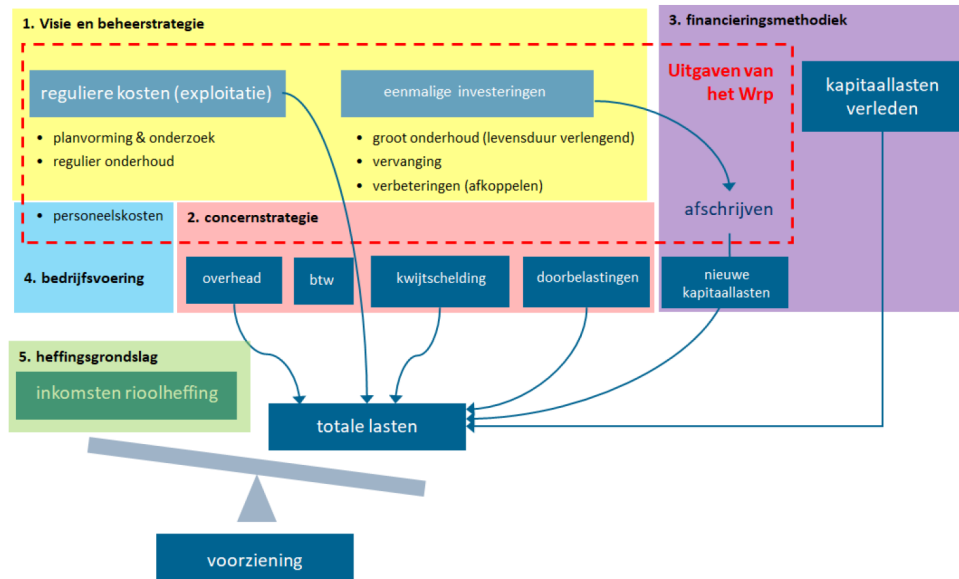 1. Visie en beheerstrategie
3. financieringsmethodiek
reguliere kosten (exploitatie)
eenmalige investeringen
Uitgaven van
het Wrp
kapitaallasten
verleden
• planvorming & onderzoek
• regulier onderhoud
• groot onderhoud (levensduur verlengend)
• vervanging
• verbeteringen (afkoppelen)
• personeelskosten
2. concernstrategie
afschrijven
4. bedrijfsvoering
overhead
btw
kwijtschelding
doorbelastingen
nieuwe
kapitaallasten
5. heffingsgrondslag
inkomsten rioolheffing
totale lasten
voorziening